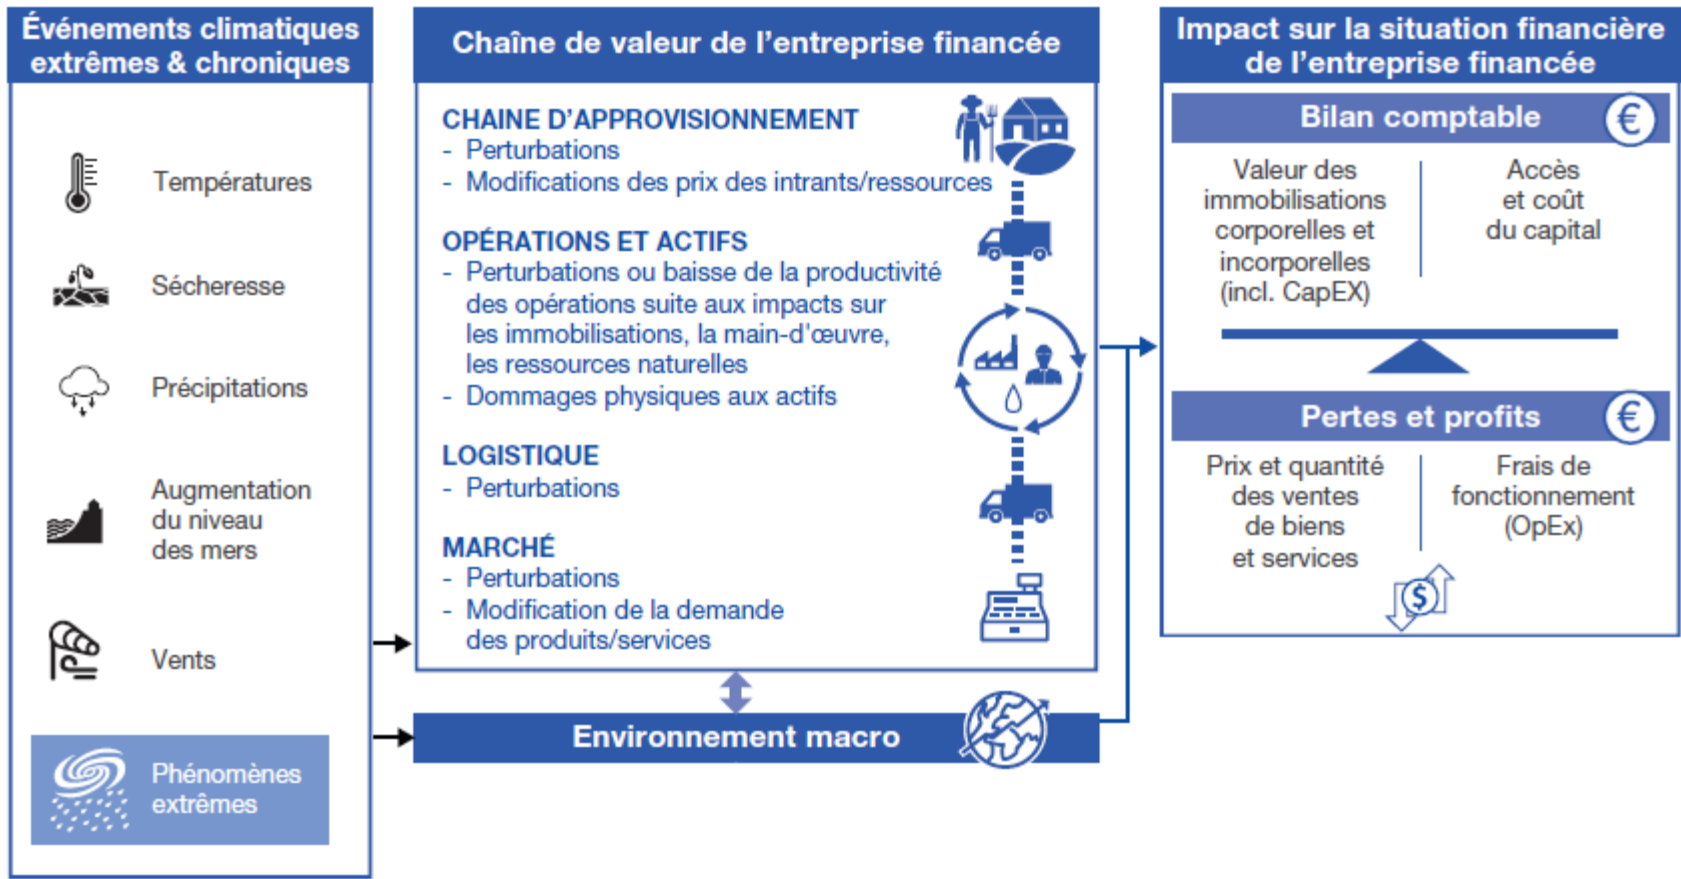 Événements climatiques
extrêmes & chroniques
Températures
Sécheresse
Précipitations
Augmentation
du niveau
des mers
Vents
Phénomènes
extrêmes
Chaîne de valeur de l'entreprise financée
CHAINE D'APPROVISIONNEMENT
- Perturbations
- Modifications des prix des intrants/ressources
OPÉRATIONS ET ACTIFS
- Perturbations ou baisse de la productivité
des opérations suite aux impacts sur
les immobilisations, la main-d'œuvre,
les ressources naturelles
- Dommages physiques aux actifs
LOGISTIQUE
- Perturbations
MARCHÉ
- Perturbations
- Modification de la demande
des produits/services
Environnement macro
Impact sur la situation financière
de l'entreprise financée
Bilan comptable
€
Valeur des
immobilisations
corporelles et
incorporelles
(incl. CapEX)
Accès
et coût
du capital
Pertes et profits
€
Prix et quantité
des ventes
de biens
et services
Frais de
fonctionnement
(OpEx)
$